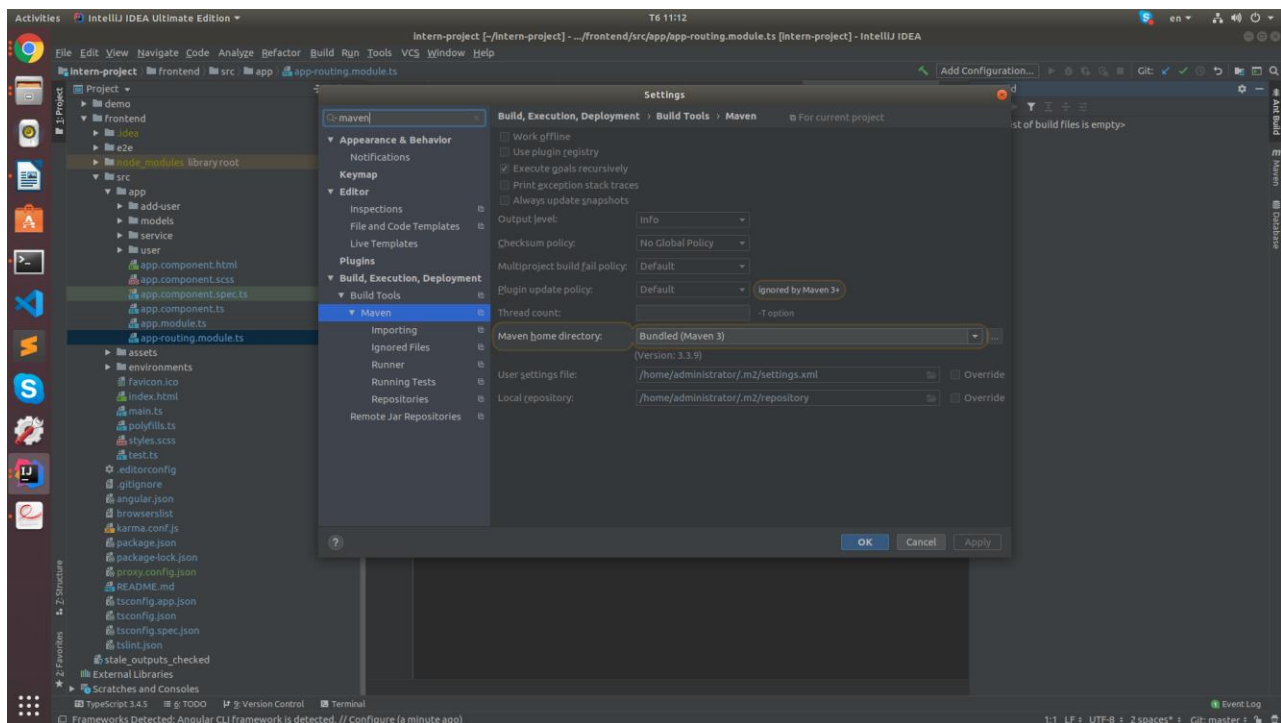 Activities
IntelliJ IDEA Ultimate Edition
T6 11:12
en
intern-project [~/intern-project] - .../frontend/src/app/app-routing.module.ts [intern-project] - IntelliJ IDEA
File Edit View Navigate Code Analyze Refactor Build Run Tools VCS Window Help
intern-project frontend src app app-routing.module.ts
Add Configuration...
Git:
1: Project
Project
demo
frontend
.idea
e2e
node_modules library root
src
app
add-user
models
service
user
app.component.html
app.component.scss
app.component.spec.ts
app.component.ts
app.module.ts
app-routing.module.ts
assets
environments
favicon.ico
index.html
main.ts
polyfills.ts
styles.scss
test.ts
.editorconfig
.gitignore
angular.json
browserslist
karma.conf.js
package.json
package-lock.json
proxy.config.json
README.md
tsconfig.app.json
tsconfig.json
tsconfig.spec.json
tslint.json
stale_outputs_checked
External Libraries
Scratches and Consoles
Z: Structure
2: Favorites
Settings
maven
Appearance & Behavior
Notifications
Keymap
Editor
Inspections
File and Code Templates
Live Templates
Plugins
Build, Execution, Deployment
Build Tools
Maven
Importing
Ignored Files
Runner
Running Tests
Repositories
Remote Jar Repositories
Build, Execution, Deployment › Build Tools › Maven
For current project
Work offline
Use plugin registry
Execute goals recursively
Print exception stack traces
Always update snapshots
Output level: Info
Checksum policy: No Global Policy
Multiproject build fail policy: Default
Plugin update policy: Default ignored by Maven 3+
Thread count: -T option
Maven home directory: Bundled (Maven 3) ...
(Version: 3.3.9)
User settings file: /home/administrator/.m2/settings.xml Override
Local repository: /home/administrator/.m2/repository Override
? OK Cancel Apply
d
ist of build files is empty>
Ant Build
Maven
Database
TypeScript 3.4.5 6: TODO 9: Version Control Terminal
Event Log
Frameworks Detected: Angular CLI framework is detected. // Configure (a minute ago)
1:1 LF UTF-8 2 spaces* Git: master